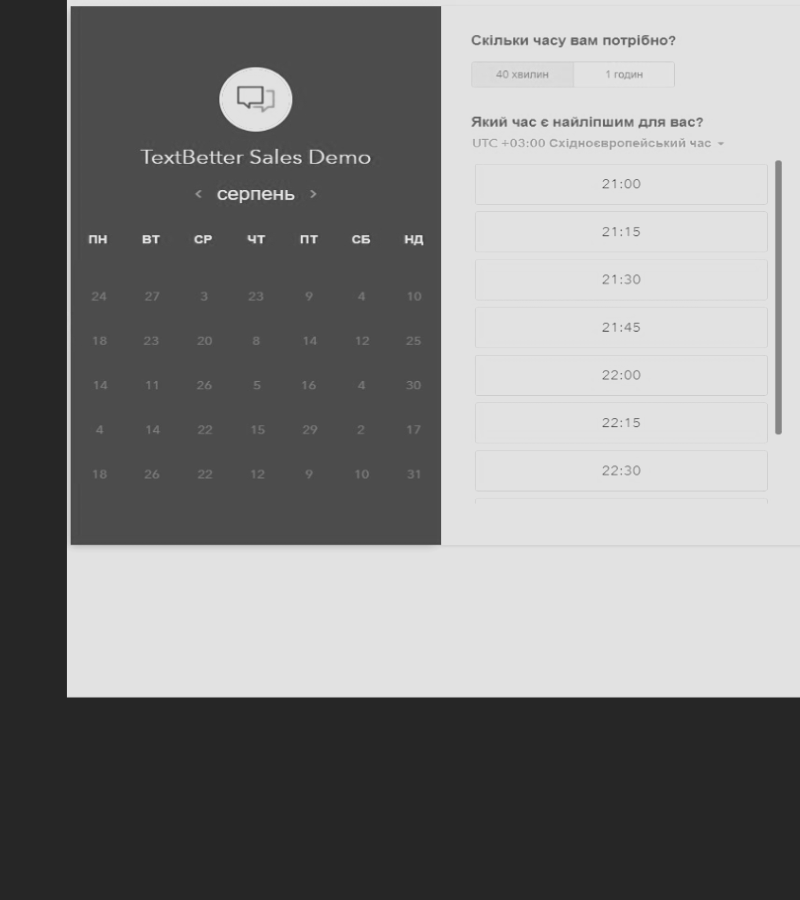 TextBetter Sales Demo
< серпень >
ПН ВТ СР ЧТ ПТ СБ НД
24 27 3 23 9 4 10
18 23 20 8 14 12 25
14 11 26 5 16 4 30
4 14 22 15 29 2 17
18 26 22 12 9 10 31
Скільки часу вам потрібно?
40 хвилин 1 годин
Який час є найліпшим для вас?
UTC +03:00 Східноєвропейський час
21:00
21:15
21:30
21:45
22:00
22:15
22:30